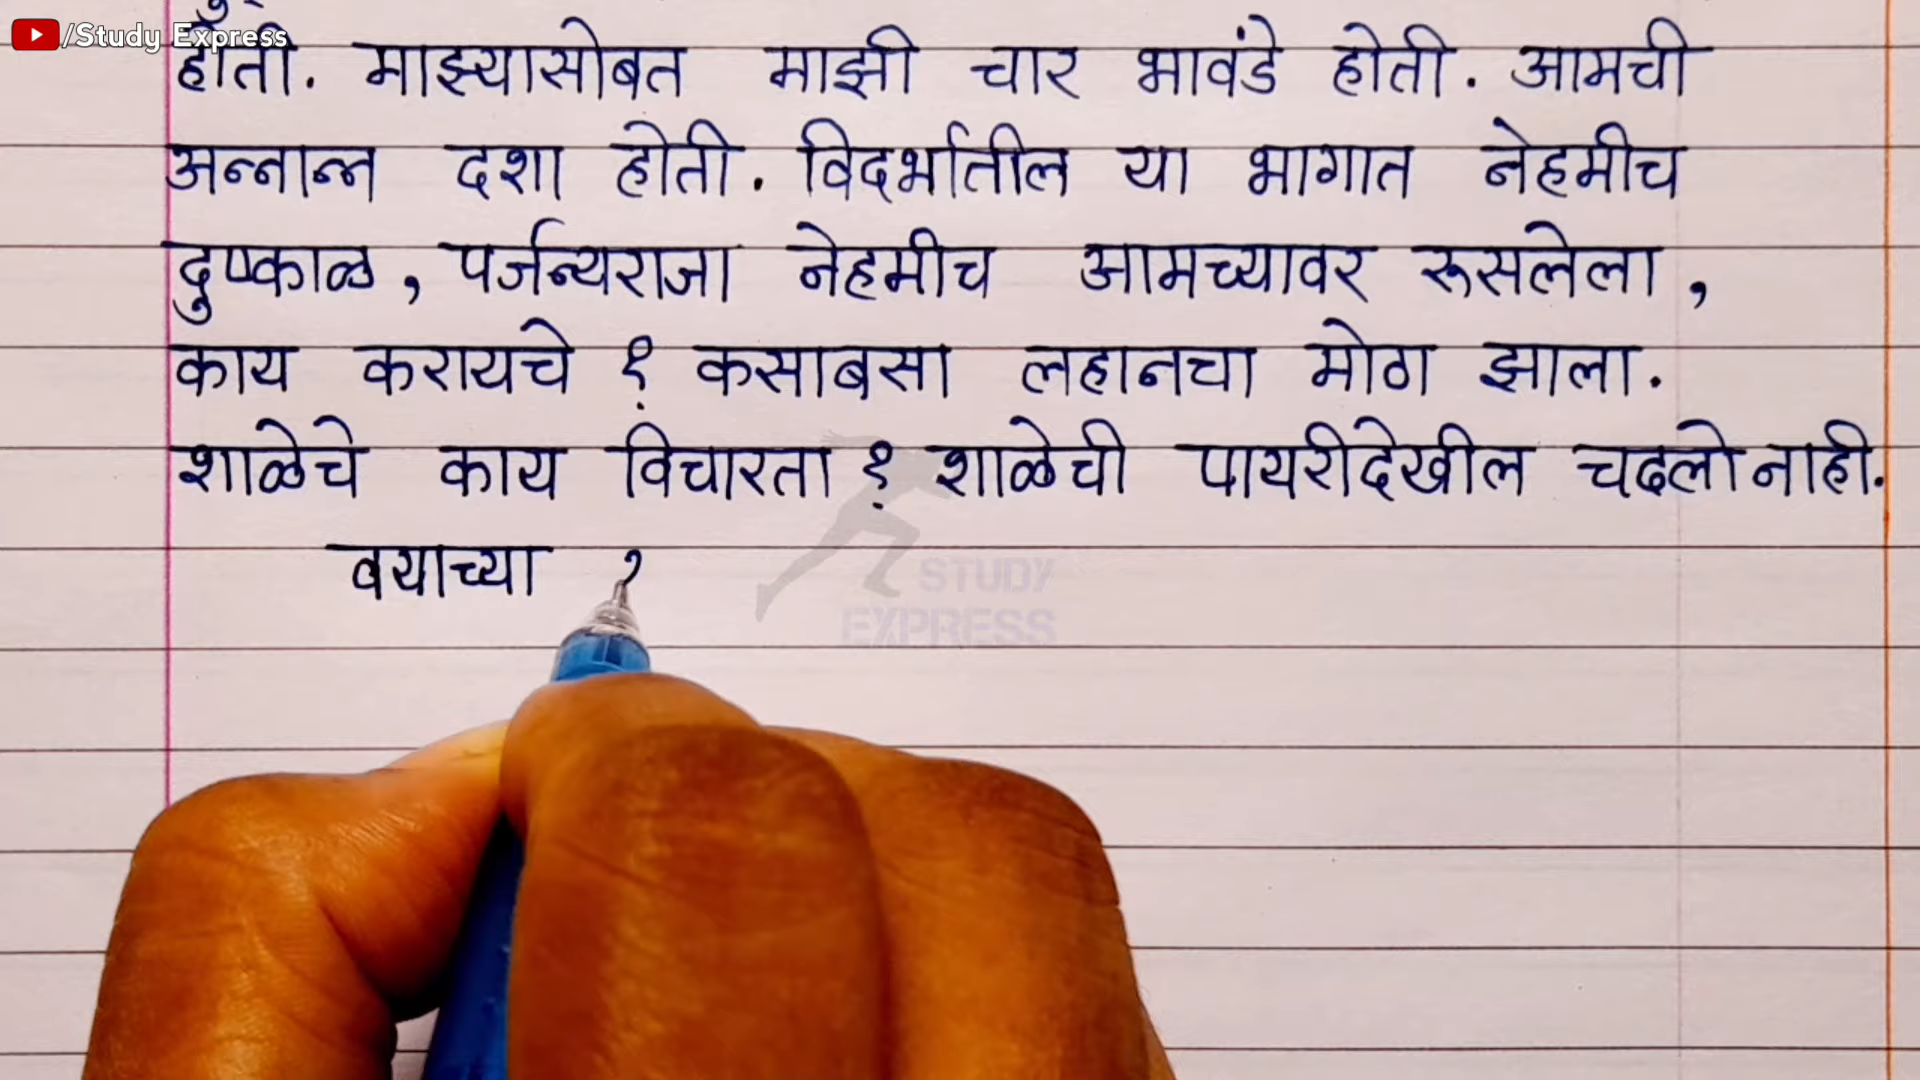 /Study Express
होती. माझ्यासोबत माझी चार भावंडे होती. आमची
अन्नान्न दशा होती. विदर्भातील या भागात नेहमीच
दुष्काळ, पर्जन्यराजा नेहमीच आमच्यावर रूसलेला,
काय करायचे ? कसाबसा लहानचा मोठा झाला.
शाळेचे काय विचारता ? शाळेची पायरीदेखील चढलो नाही.
वयाच्या
STUDY
EXPRESS